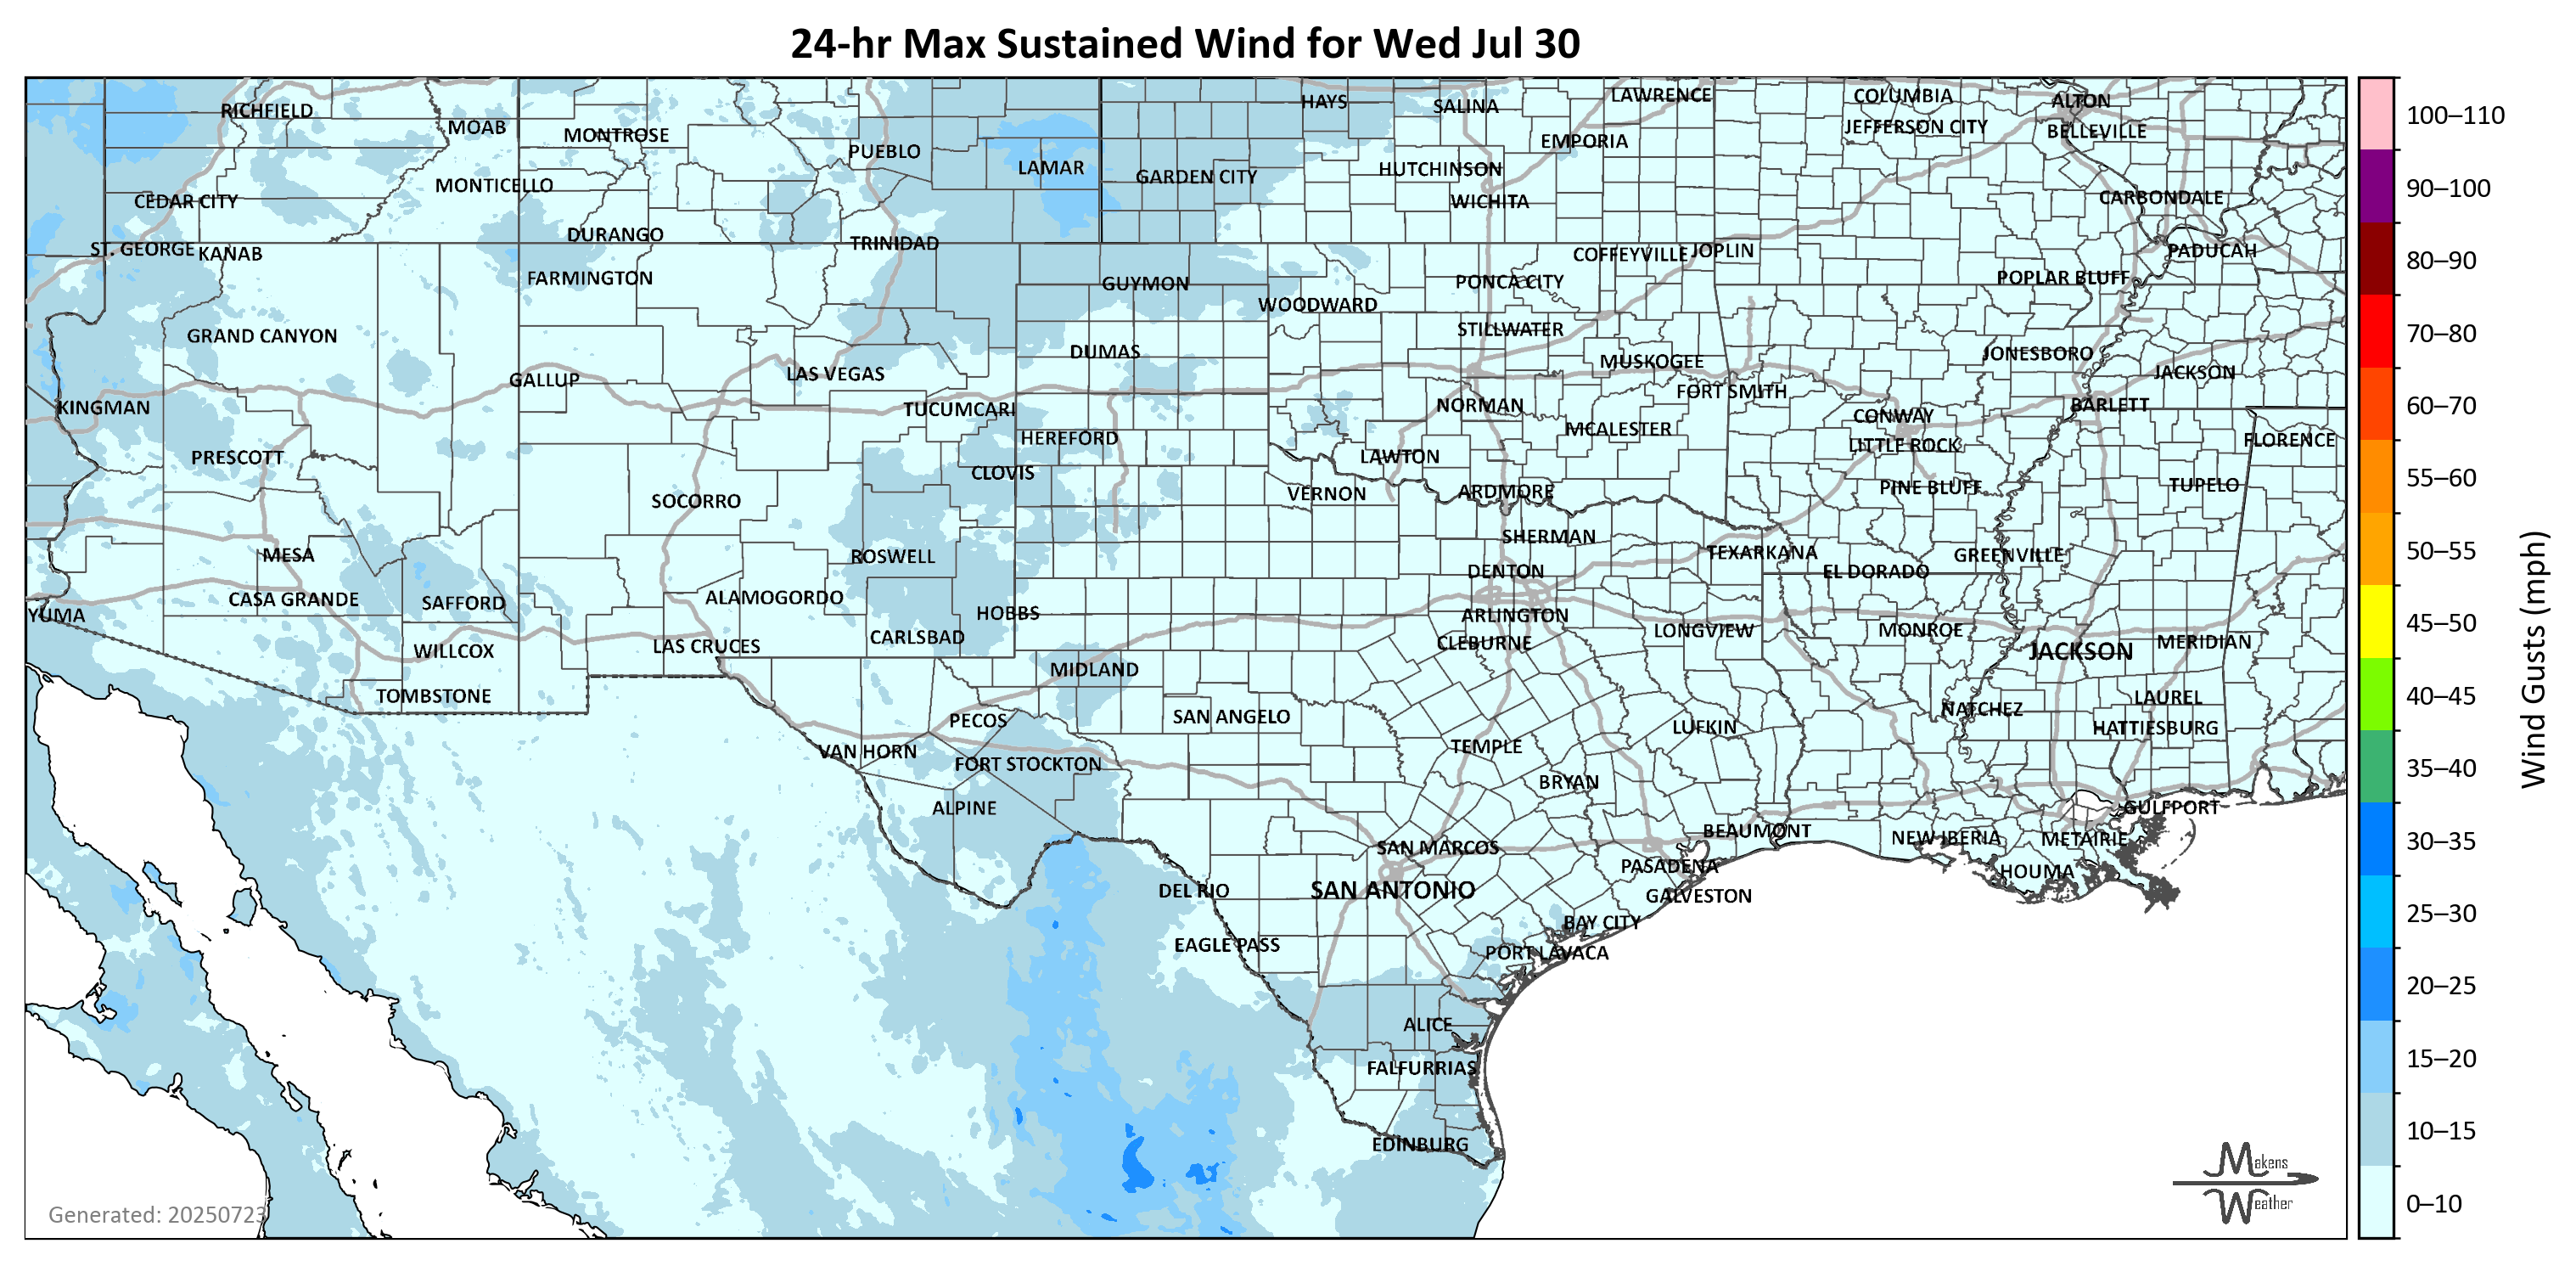 24-hr Max Sustained Wind for Wed Jul 30
RICHFIELD
MOAB
MONTROSE
PUEBLO
LAMAR
GARDEN CITY
HAYS
SALINA
LAWRENCE
EMPORIA
HUTCHINSON
WICHITA
COLUMBIA
JEFFERSON CITY
ALTON
BELLEVILLE
CARBONDALE
MONTICELLO
CEDAR CITY
DURANGO
TRINIDAD
ST. GEORGE
KANAB
FARMINGTON
GUYMON
WOODWARD
PONCA CITY
COFFEYVILLE
JOPLIN
POPLAR BLUFF
PADUCAH
GRAND CANYON
DUMAS
STILLWATER
MUSKOGEE
JONESBORO
JACKSON
GALLUP
LAS VEGAS
FORT SMITH
KINGMAN
TUCUMCARI
NORMAN
CONWAY
BARLETT
HEREFORD
MCALESTER
LITTLE ROCK
FLORENCE
PRESCOTT
CLOVIS
LAWTON
SOCORRO
VERNON
ARDMORE
PINE BLUFF
TUPELO
MESA
ROSWELL
SHERMAN
TEXARKANA
GREENVILLE
DENTON
EL DORADO
CASA GRANDE
SAFFORD
ALAMOGORDO
HOBBS
ARLINGTON
YUMA
CARLSBAD
CLEBURNE
LONGVIEW
MONROE
MERIDIAN
WILLCOX
LAS CRUCES
MIDLAND
JACKSON
TOMBSTONE
PECOS
SAN ANGELO
LUFKIN
NATCHEZ
LAUREL
HATTIESBURG
VAN HORN
FORT STOCKTON
TEMPLE
BRYAN
ALPINE
GULFPORT
BEAUMONT
NEW IBERIA
METAIRIE
SAN MARCOS
PASADENA
HOUMA
DEL RIO
SAN ANTONIO
GALVESTON
EAGLE PASS
BAY CITY
PORT LAVACA
ALICE
FALFURRIAS
EDINBURG
Generated: 20250723
Makens
Weather
100–110
90–100
80–90
70–80
60–70
55–60
50–55
45–50
40–45
35–40
30–35
25–30
20–25
15–20
10–15
0–10
Wind Gusts (mph)